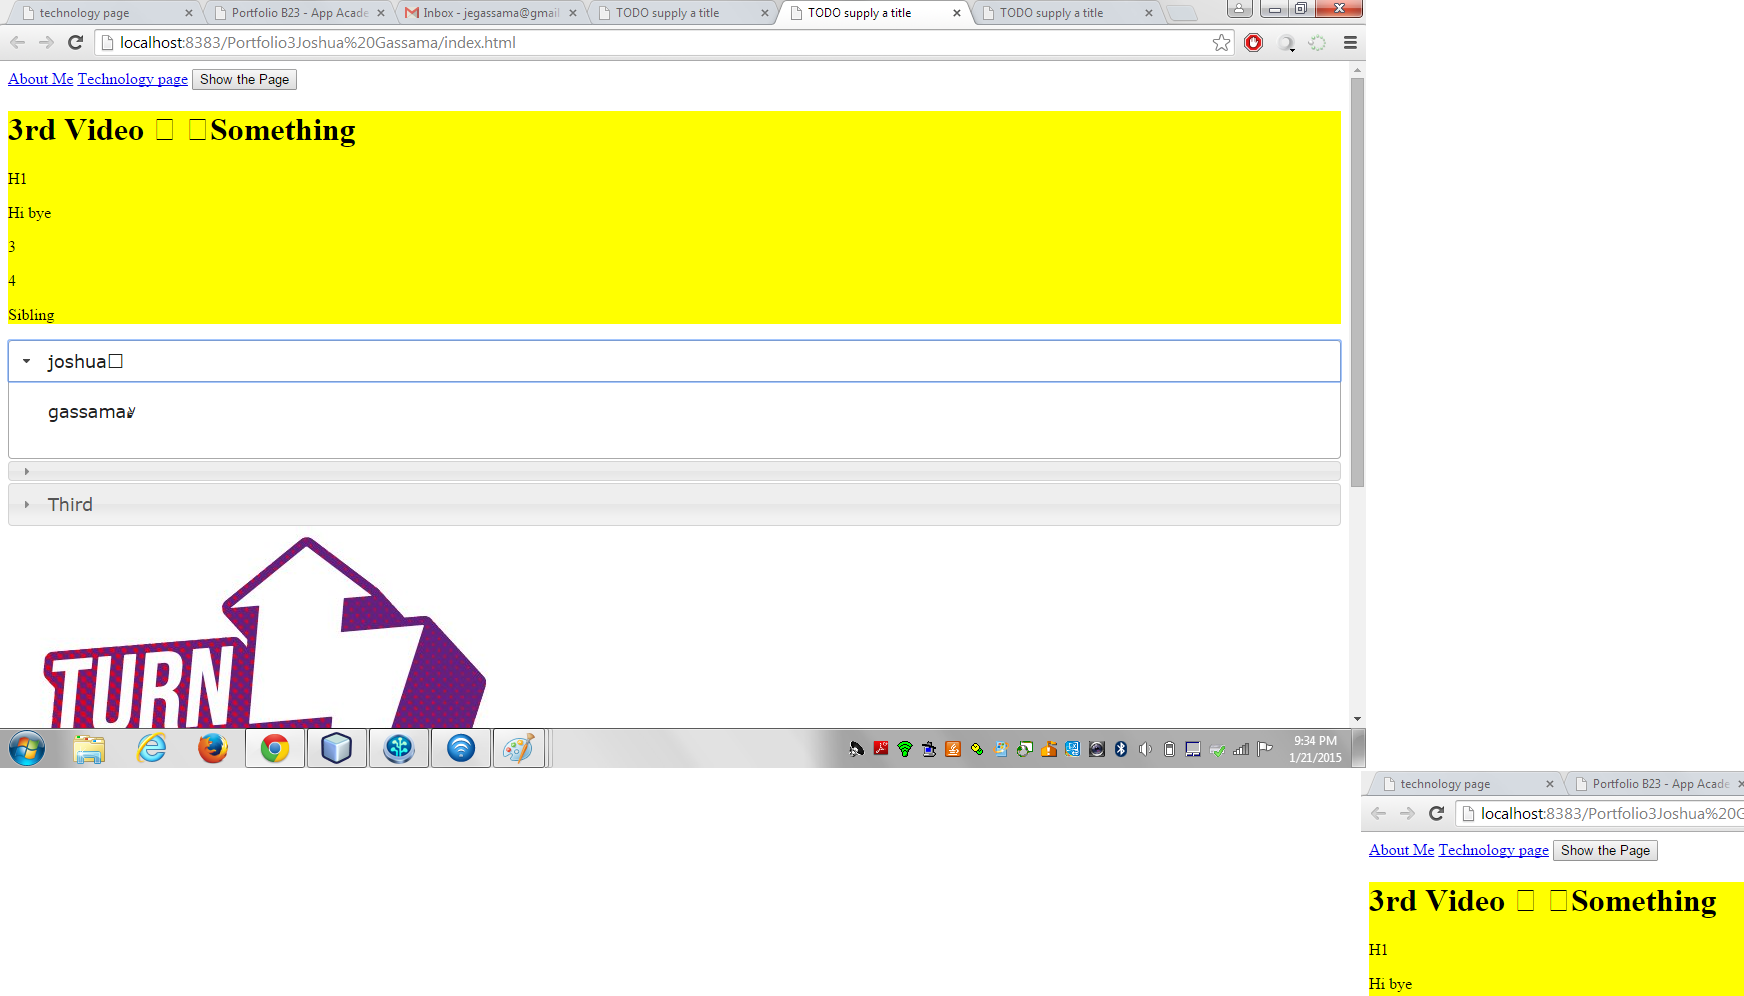 technology page
Portfolio B23 - App Acade
Inbox - jegassama@gmail
TODO supply a title
TODO supply a title
TODO supply a title
localhost:8383/Portfolio3Joshua%20Gassama/index.html
About Me Technology page Show the Page
3rd Video □ □Something
H1
Hi bye
3
4
Sibling
joshua□
gassama
Third
TURN
9:34 PM
1/21/2015
technology page
Portfolio B23 - App Acade
localhost:8383/Portfolio3Joshua%20G
About Me Technology page Show the Page
3rd Video □ □Something
H1
Hi bye